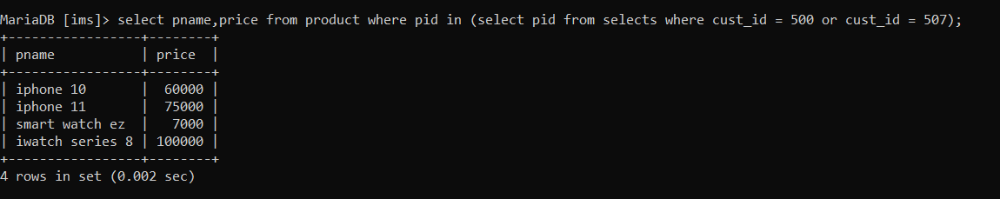 MariaDB [ims]> select pname,price from product where pid in (select pid from selects where cust_id = 500 or cust_id = 507);
+-----------------+--------+
| pname           | price  |
+-----------------+--------+
| iphone 10       |  60000 |
| iphone 11       |  75000 |
| smart watch ez  |   7000 |
| iwatch series 8 | 100000 |
+-----------------+--------+
4 rows in set (0.002 sec)